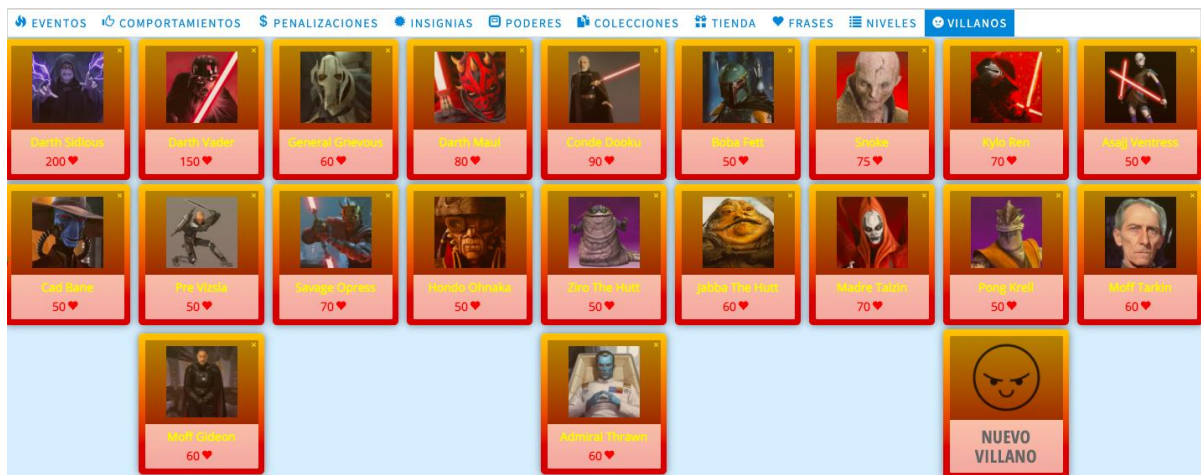 EVENTOS COMPORTAMIENTOS $ PENALIZACIONES INSIGNIAS PODERES COLECCIONES TIENDA FRASES NIVELES VILLANOS
Darth Sidious Darth Vader General Grievous Darth Maul Conde Dooku Boba Fett Snoke Kylo Ren Asajj Ventress
200 150 60 80 90 50 75 70 50
Cad Bane Pre Vizsla Savage Opress Hondo Ohnaka Ziro The Hutt Jabba The Hutt Madre Talzin Pong Krell Moff Tarkin
50 50 70 50 50 60 70 50 60
Moff Gideon Admiral Thrawn NUEVO
60 60 VILLANO